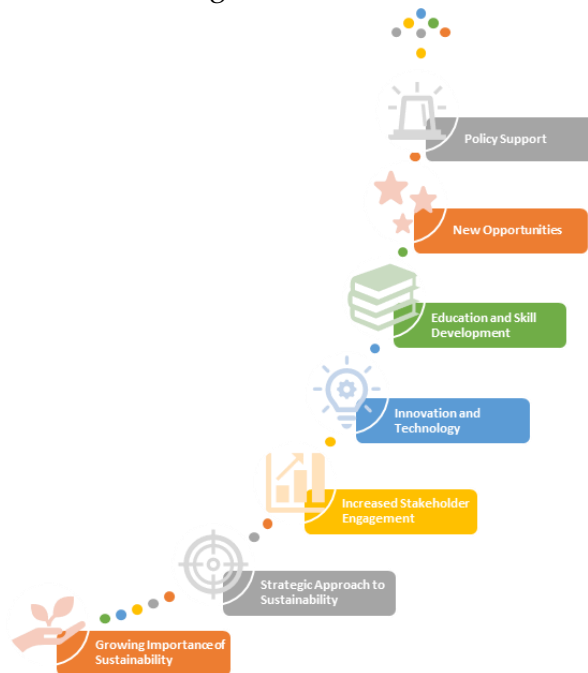 Policy Support
New Opportunities
Education and Skill
Development
Innovation and
Technology
Increased Stakeholder
Engagement
Strategic Approach to
Sustainability
Growing Importance of
Sustainability